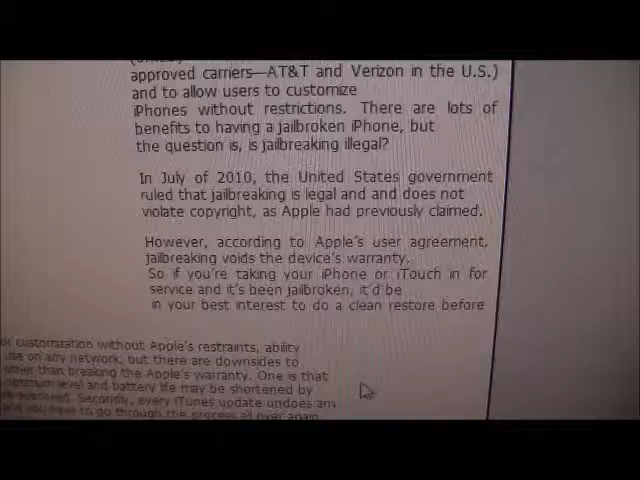 approved carriers—AT&T and Verizon in the U.S.)
and to allow users to customize
iPhones without restrictions. There are lots of
benefits to having a jailbroken iPhone, but
the question is, is jailbreaking illegal?
In July of 2010, the United States government
ruled that jailbreaking is legal and and does not
violate copyright, as Apple had previously claimed.
However, according to Apple's user agreement,
jailbreaking voids the device's warranty.
So if you're taking your iPhone or iTouch in for
service and it's been jailbroken, it'd be
in your best interest to do a clean restore before
or customization without Apple's restraints, ability
use on any network, but there are downsides to
other than breaking the Apple's warranty. One is that
level and battery life may be shortened by
Secondly, every iTunes update undoes any
and you have to go through the process all over again.